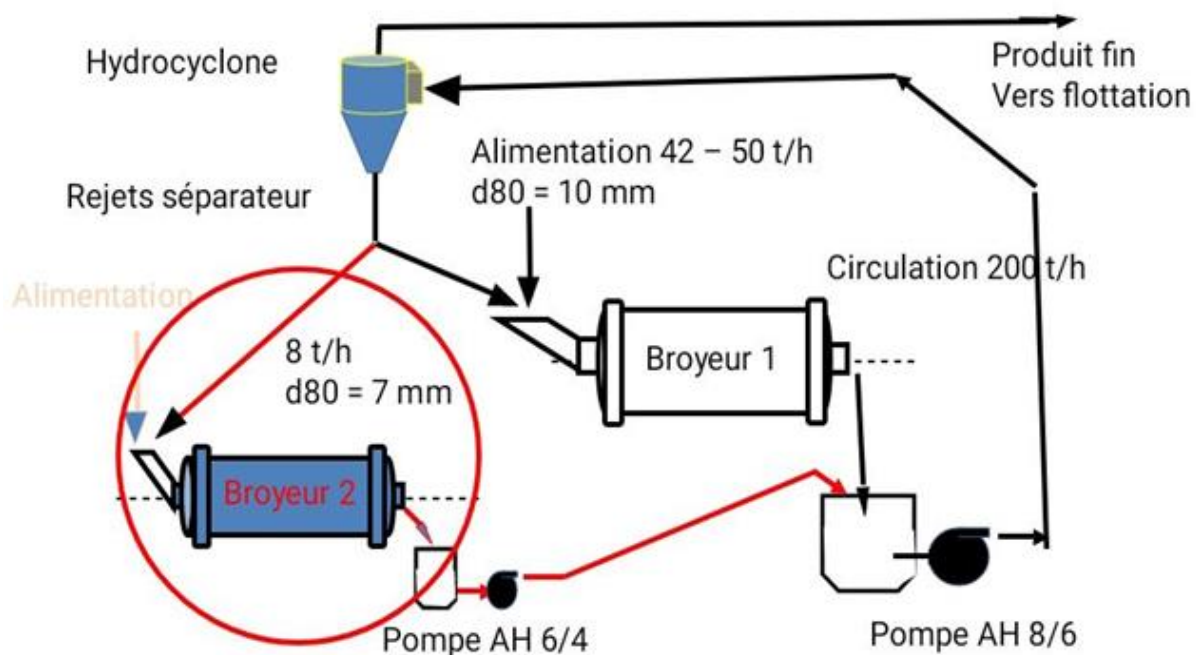 Hydrocyclone
Produit fin
Vers flottation
Alimentation 42 – 50 t/h
d80 = 10 mm
Rejets séparateur
Circulation 200 t/h
Alimentation
8 t/h
d80 = 7 mm
Broyeur 1
Broyeur 2
Pompe AH 6/4
Pompe AH 8/6